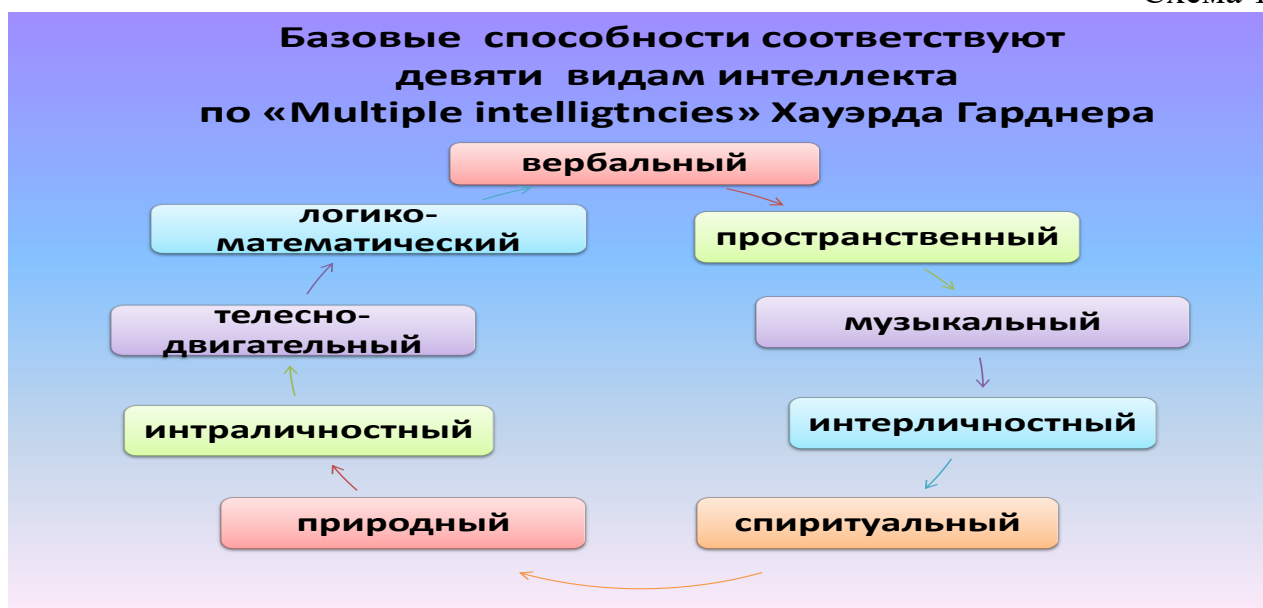 Базовые способности соответствуют
девяти видам интеллекта
по «Multiple intelligtncies» Хауэрда Гарднера
вербальный
пространственный
музыкальный
интерличностный
спиритуальный
природный
интраличностный
телесно-
двигательный
логико-
математический